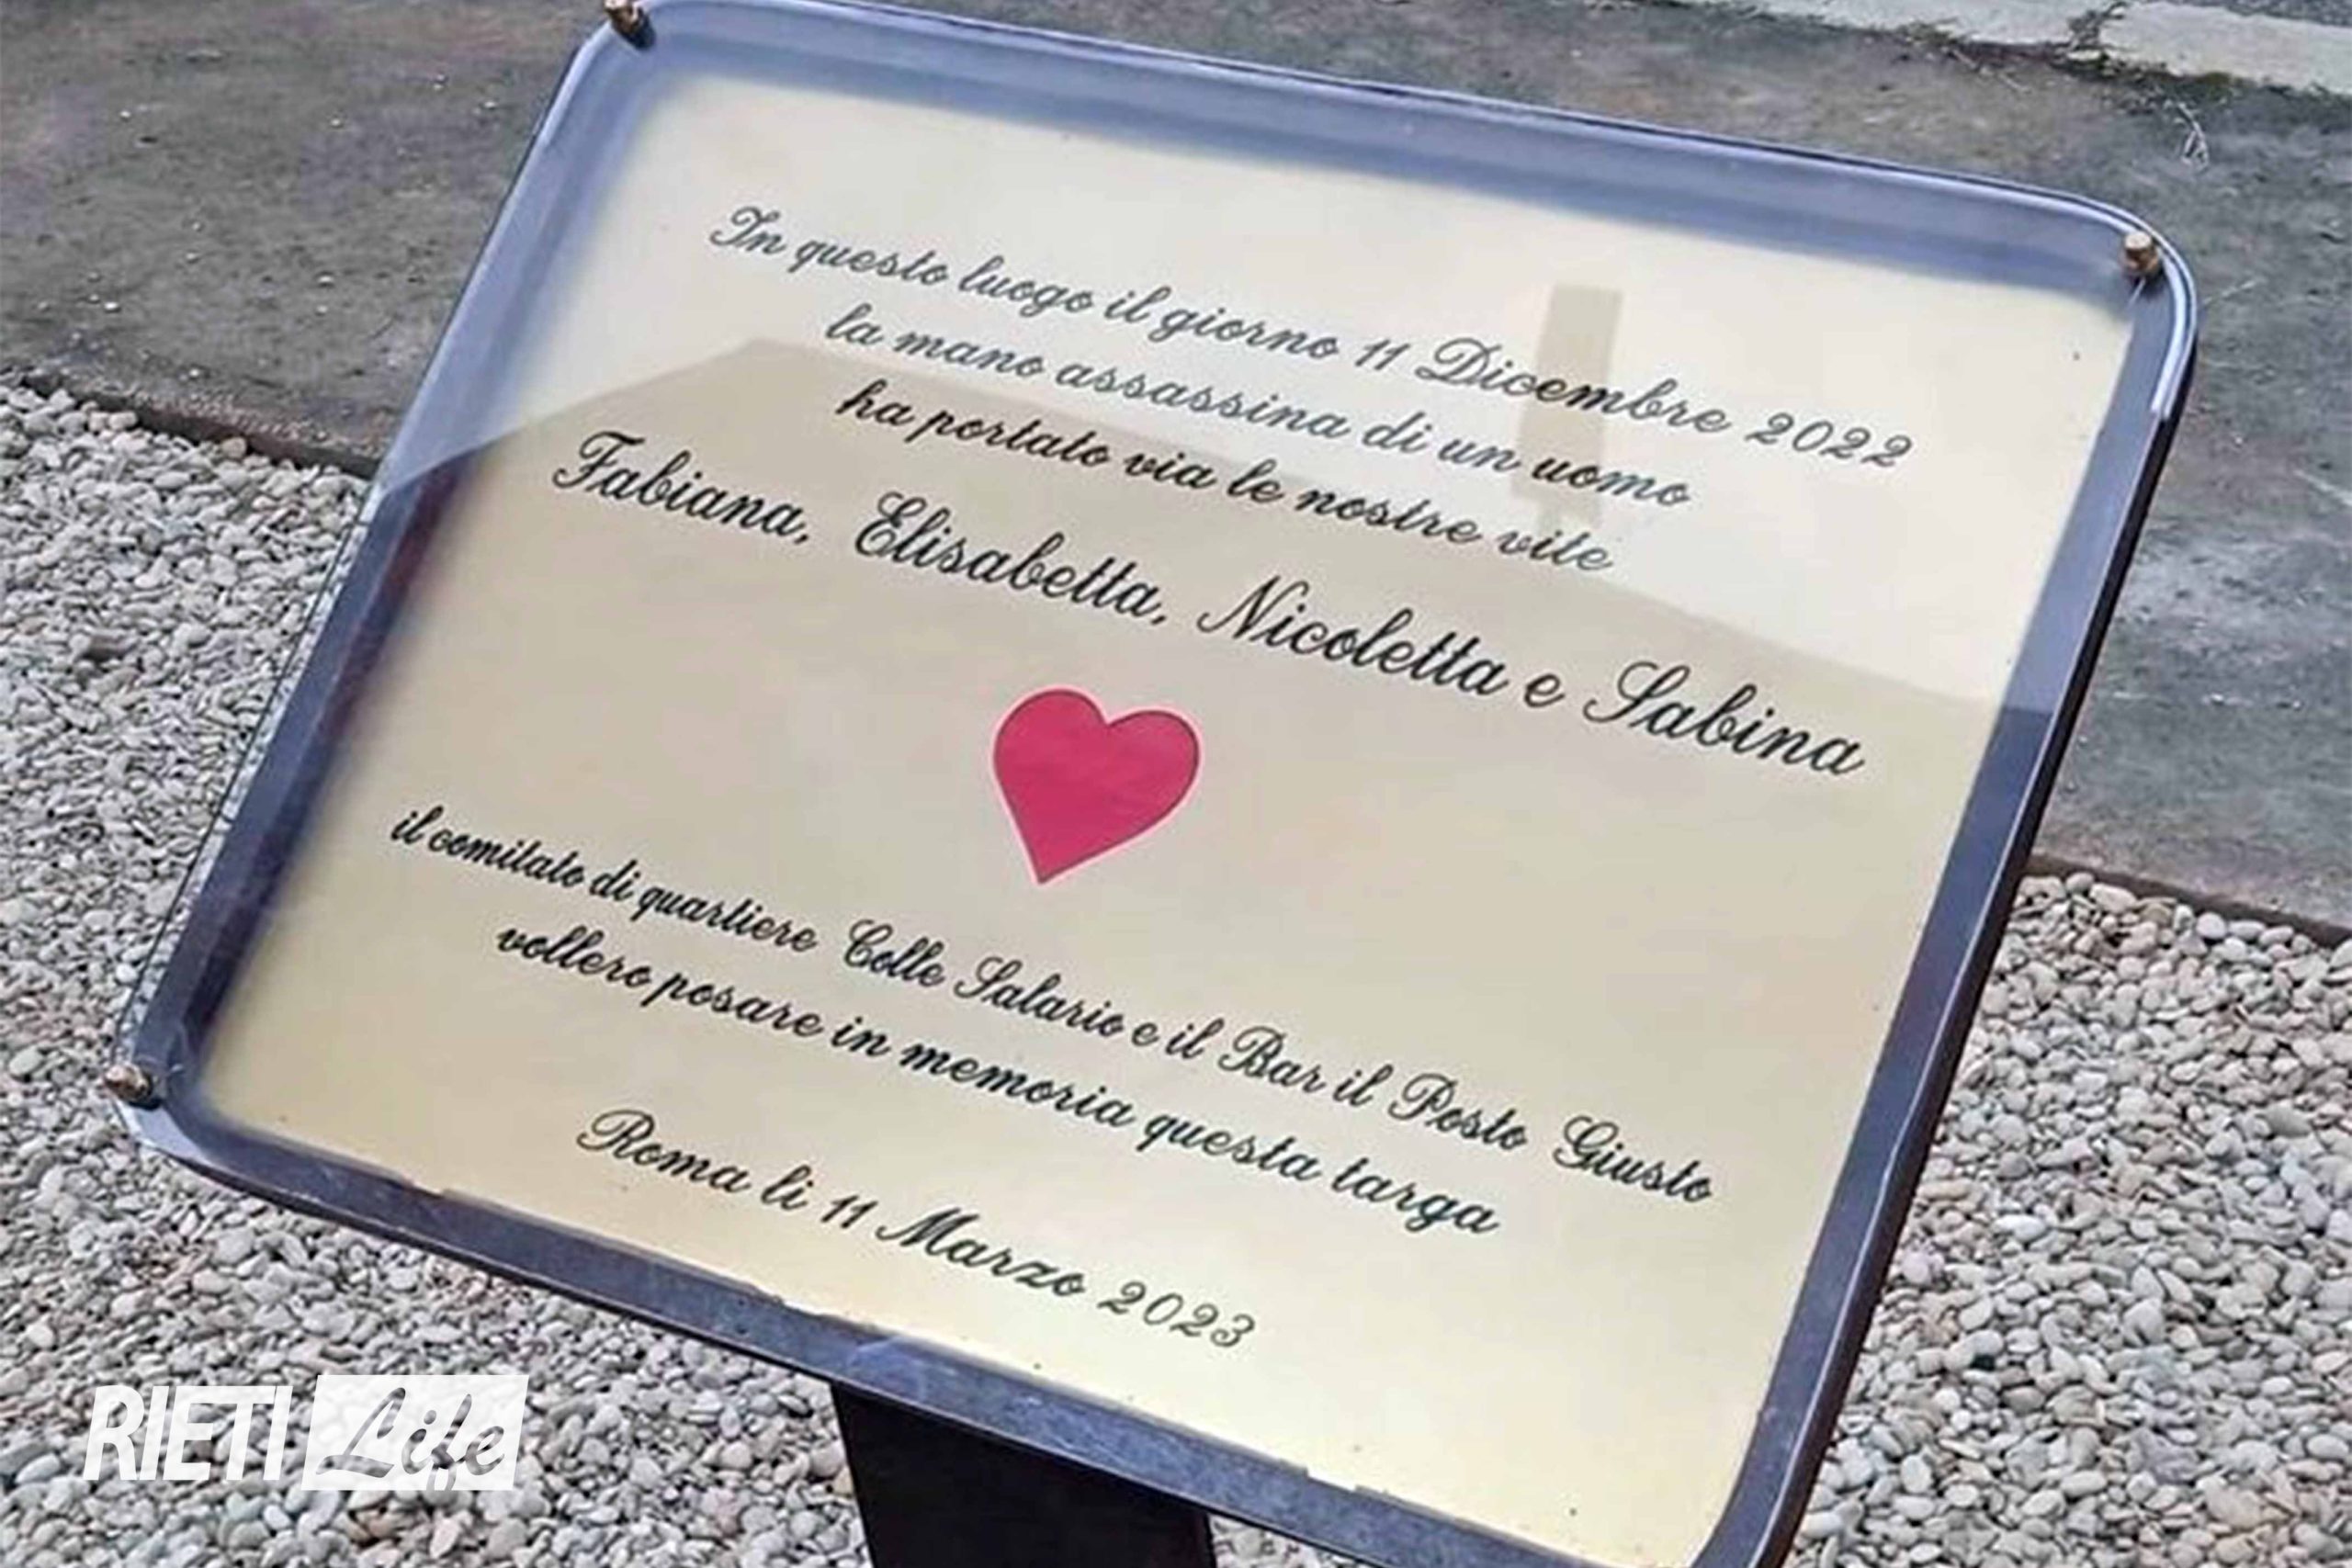 In questo luogo il giorno 11 Dicembre 2022
la mano assassina di un uomo
ha portato via le nostre vite
Fabiana, Elisabetta, Nicoletta e Sabina
il comitato di quartiere Colle Salario e il Bar il Posto Giusto
vollero posare in memoria questa targa
Roma lì 11 Marzo 2023
RIETI Life